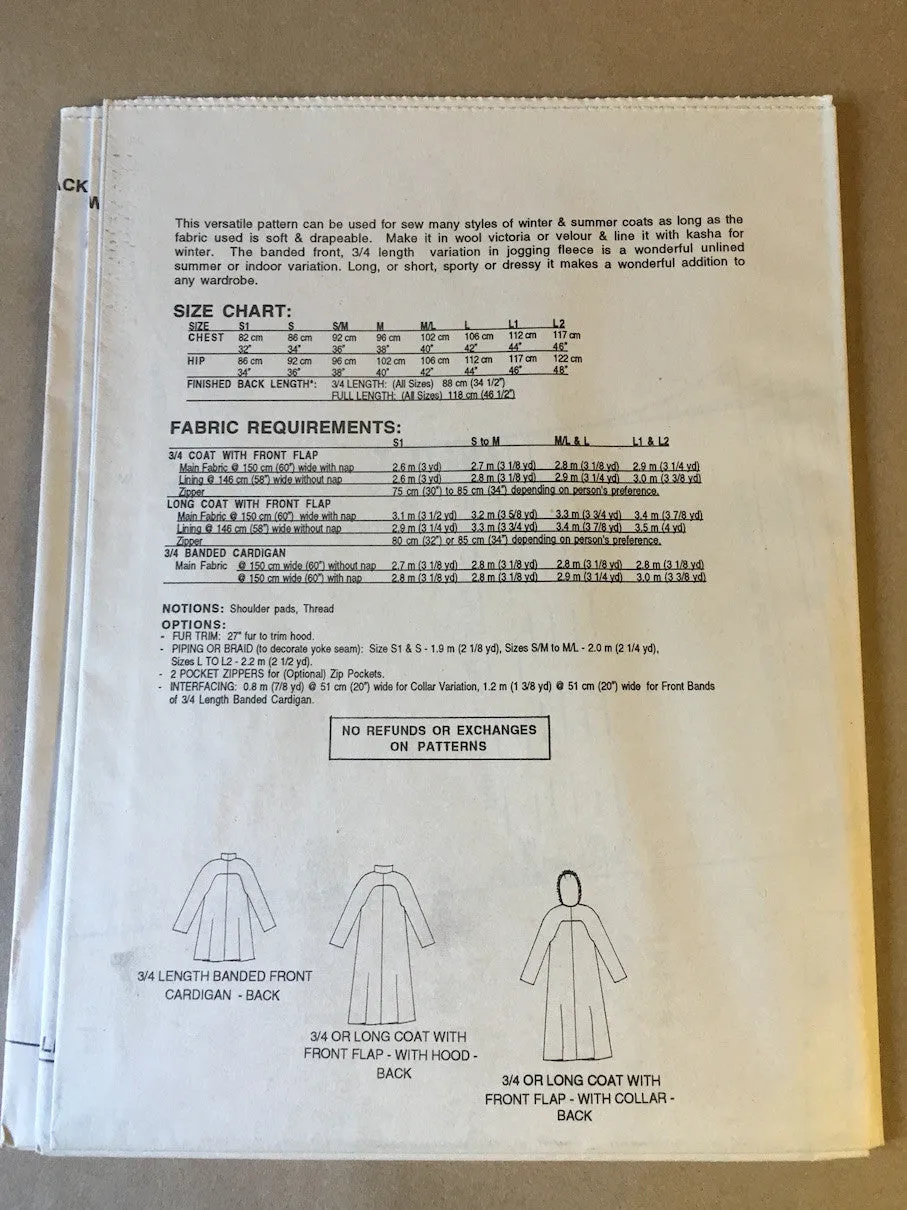 ACK
W
This versatile pattern can be used for sew many styles of winter & summer coats as long as the
fabric used is soft & drapeable. Make it in wool victoria or velour & line it with kasha for
winter. The banded front, 3/4 length variation in jogging fleece is a wonderful unlined
summer or indoor variation. Long, or short, sporty or dressy it makes a wonderful addition to
any wardrobe.
SIZE CHART:
SIZE S1 S S/M M M/L L L1 L2
CHEST 82 cm 86 cm 92 cm 96 cm 102 cm 106 cm 112 cm 117 cm
32" 34" 36" 38" 40" 42" 44" 46"
HIP 86 cm 92 cm 96 cm 102 cm 106 cm 112 cm 117 cm 122 cm
34" 36" 38" 40" 42" 44" 46" 48"
FINISHED BACK LENGTH*: 3/4 LENGTH: (All Sizes) 88 cm (34 1/2")
FULL LENGTH: (All Sizes) 118 cm (46 1/2")
FABRIC REQUIREMENTS:
S1 S to M M/L & L L1 & L2
3/4 COAT WITH FRONT FLAP
Main Fabric @ 150 cm (60") wide with nap 2.6 m (3 yd) 2.7 m (3 1/8 yd) 2.8 m (3 1/8 yd) 2.9 m (3 1/4 yd)
Lining @ 146 cm (58") wide without nap 2.6 m (3 yd) 2.8 m (3 1/8 yd) 2.9 m (3 1/4 yd) 3.0 m (3 3/8 yd)
Zipper 75 cm (30") to 85 cm (34") depending on person's preference.
LONG COAT WITH FRONT FLAP
Main Fabric @ 150 cm (60") wide with nap 3.1 m (3 1/2 yd) 3.2 m (3 5/8 yd) 3.3 m (3 3/4 yd) 3.4 m (3 7/8 yd)
Lining @ 146 cm (58") wide without nap 2.9 m (3 1/4 yd) 3.3 m (3 3/4 yd) 3.4 m (3 7/8 yd) 3.5 m (4 yd)
Zipper 80 cm (32") or 85 cm (34") depending on person's preference.
3/4 BANDED CARDIGAN
Main Fabric @ 150 cm wide (60") without nap 2.7 m (3 1/8 yd) 2.8 m (3 1/8 yd) 2.8 m (3 1/8 yd) 2.8 m (3 1/8 yd)
@ 150 cm wide (60") with nap 2.8 m (3 1/8 yd) 2.8 m (3 1/8 yd) 2.9 m (3 1/4 yd) 3.0 m (3 3/8 yd)
NOTIONS: Shoulder pads, Thread
OPTIONS:
- FUR TRIM: 27" fur to trim hood.
- PIPING OR BRAID (to decorate yoke seam): Size S1 & S - 1.9 m (2 1/8 yd), Sizes S/M to M/L - 2.0 m (2 1/4 yd),
Sizes L TO L2 - 2.2 m (2 1/2 yd).
- 2 POCKET ZIPPERS for (Optional) Zip Pockets.
- INTERFACING: 0.8 m (7/8 yd) @ 51 cm (20") wide for Collar Variation, 1.2 m (1 3/8 yd) @ 51 cm (20") wide for Front Bands
of 3/4 Length Banded Cardigan.
NO REFUNDS OR EXCHANGES
ON PATTERNS
3/4 LENGTH BANDED FRONT
CARDIGAN - BACK
3/4 OR LONG COAT WITH
FRONT FLAP - WITH HOOD -
BACK
3/4 OR LONG COAT WITH
FRONT FLAP - WITH COLLAR -
BACK